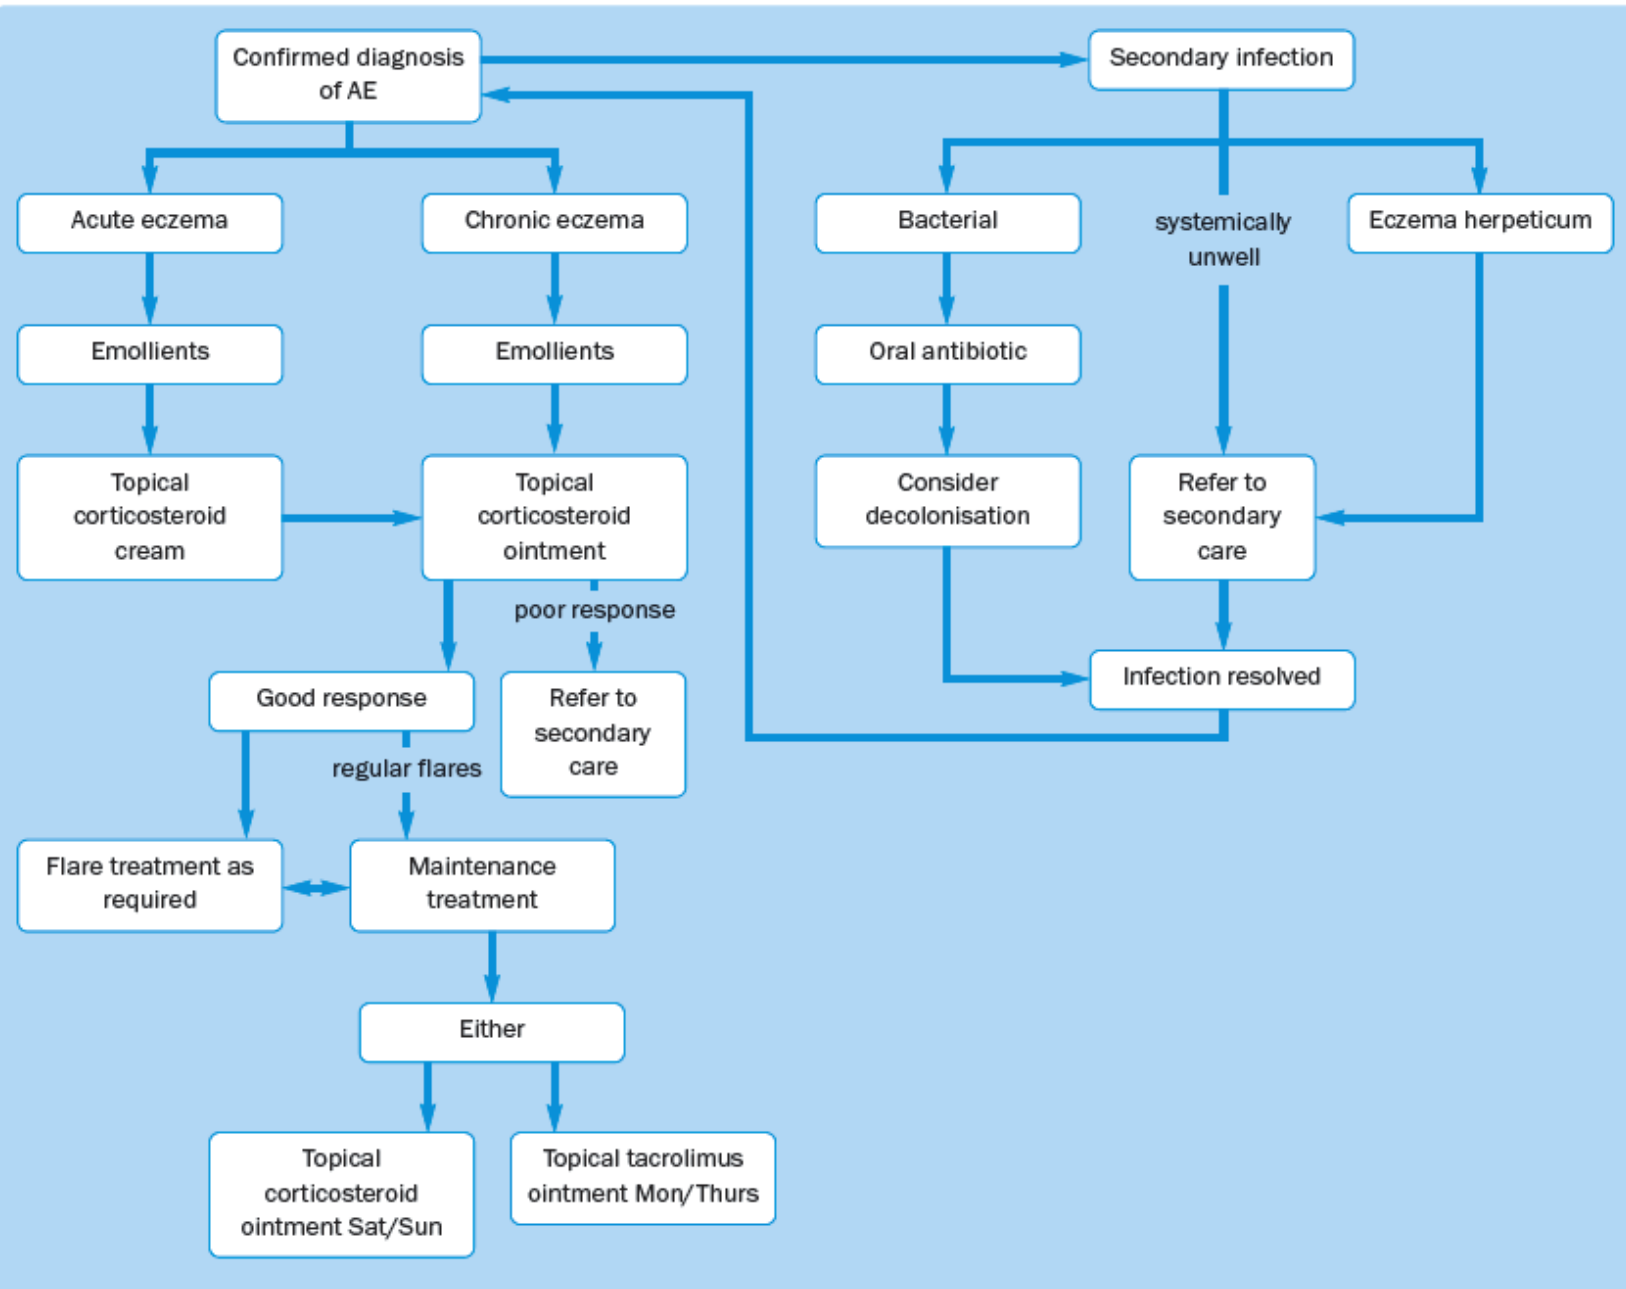 Confirmed diagnosis
of AE
Secondary infection
Acute eczema
Chronic eczema
Bacterial
systemically
unwell
Eczema herpeticum
Emollients
Emollients
Oral antibiotic
Topical
corticosteroid
cream
Topical
corticosteroid
ointment
Consider
decolonisation
Refer to
secondary
care
poor response
Good response
Refer to
secondary
care
Infection resolved
regular flares
Flare treatment as
required
Maintenance
treatment
Either
Topical
corticosteroid
ointment Sat/Sun
Topical tacrolimus
ointment Mon/Thurs